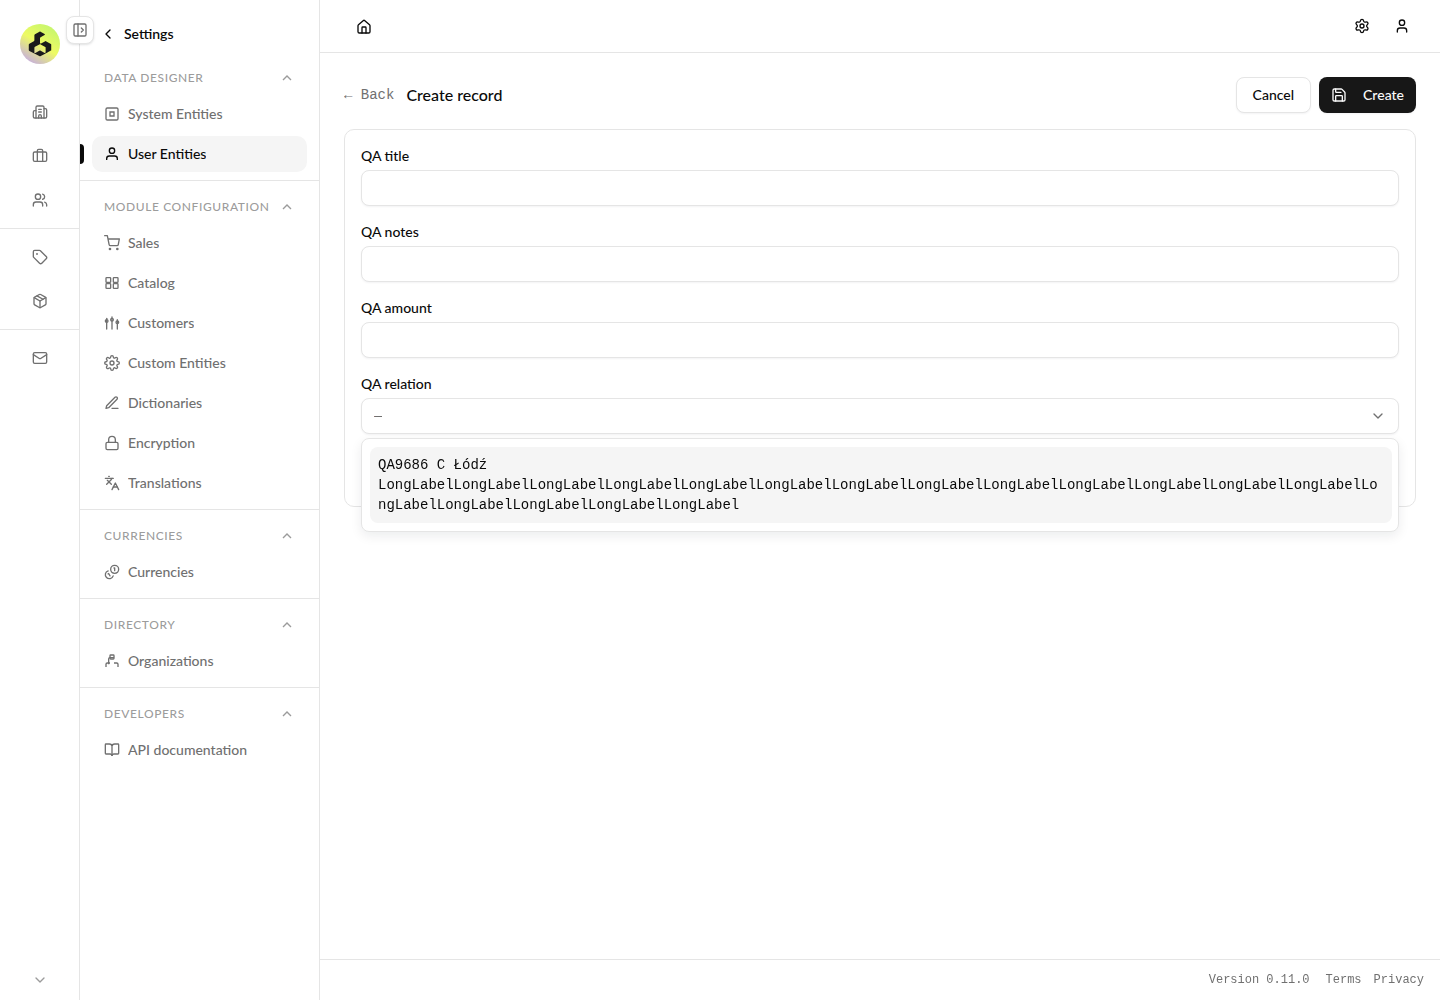 Settings
DATA DESIGNER
System Entities
User Entities
MODULE CONFIGURATION
Sales
Catalog
Customers
Custom Entities
Dictionaries
Encryption
Translations
CURRENCIES
Currencies
DIRECTORY
Organizations
DEVELOPERS
API documentation
← Back Create record
Cancel
Create
QA title
QA notes
QA amount
QA relation
—
QA9686 C Łódź
LongLabelLongLabelLongLabelLongLabelLongLabelLongLabelLongLabelLongLabelLongLabelLongLabelLongLabelLongLabelLongLabelLo
ngLabelLongLabelLongLabelLongLabelLongLabel
Version 0.11.0 Terms Privacy